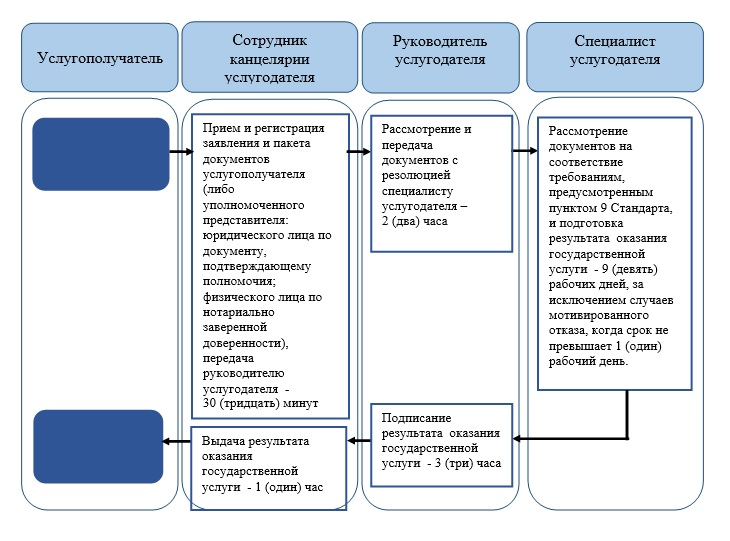 Услугополучатель
Сотрудник
канцелярии
услугодателя
Руководитель
услугодателя
Специалист
услугодателя
Прием и регистрация
заявления и пакета
документов
услугополучателя
(либо
уполномоченного
представителя:
юридического лица по
документу,
подтверждающему
полномочия;
физического лица по
нотариально
заверенной
доверенности),
передача
руководителю
услугодателя -
30 (тридцать) минут
Рассмотрение и
передача
документов с
резолюцией
специалисту
услугодателя –
2 (два) часа
Рассмотрение
документов на
соответствие
требованиям,
предусмотренным
пунктом 9 Стандарта,
и подготовка
результата оказания
государственной
услуги - 9 (девять)
рабочих дней, за
исключением случаев
мотивированного
отказа, когда срок не
превышает 1 (один)
рабочий день.
Подписание
результата оказания
государственной
услуги - 3 (три) часа
Выдача результата
оказания
государственной
услуги - 1 (один) час